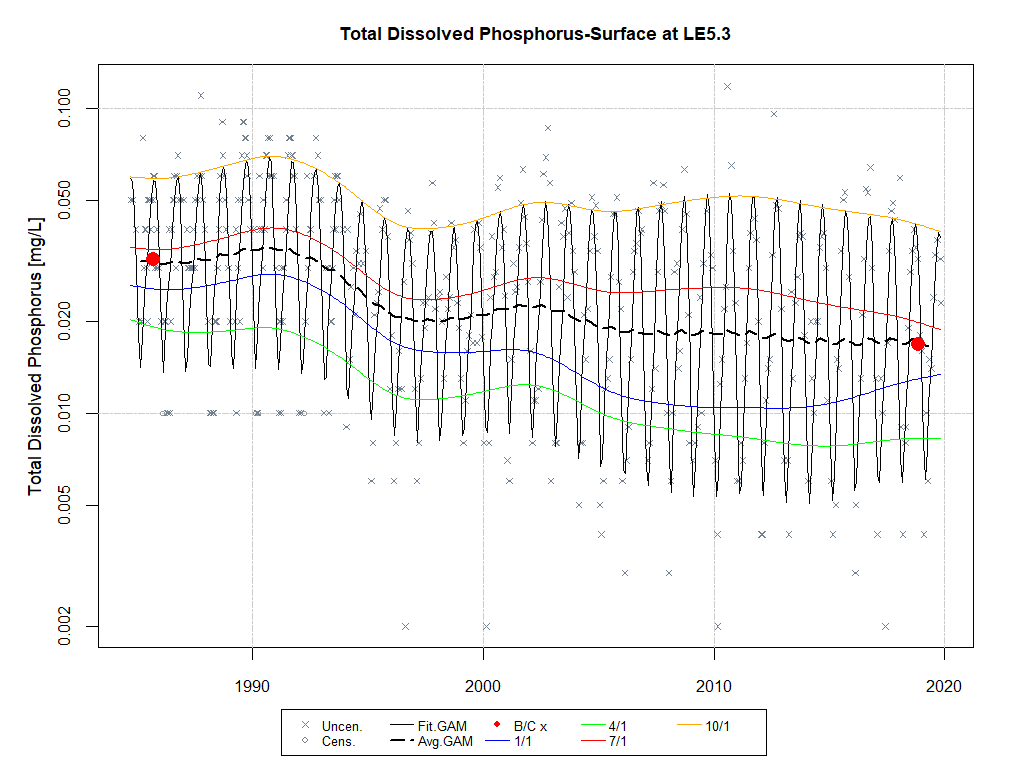 Total Dissolved Phosphorus-Surface at LE5.3
Total Dissolved Phosphorus [mg/L]
0.100
0.050
0.020
0.010
0.005
0.002
1990 2000 2010 2020
Uncen. Fit.GAM B/C x 4/1 10/1
Cens. Avg.GAM 1/1 7/1